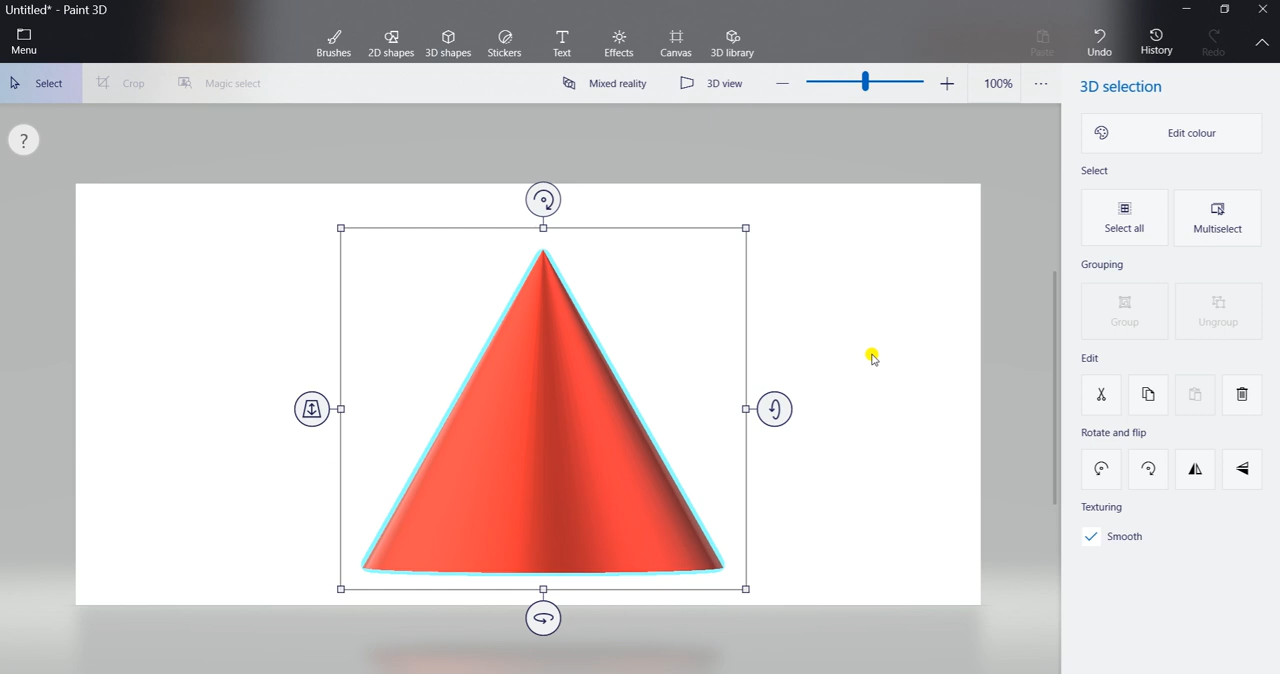 Untitled* - Paint 3D
Menu
Brushes
2D shapes
3D shapes
Stickers
Text
Effects
Canvas
3D library
Paste
Undo
History
Redo
Select
Crop
Magic select
Mixed reality
3D view
100%
?
3D selection
Edit colour
Select
Select all
Multiselect
Grouping
Group
Ungroup
Edit
Rotate and flip
Texturing
Smooth